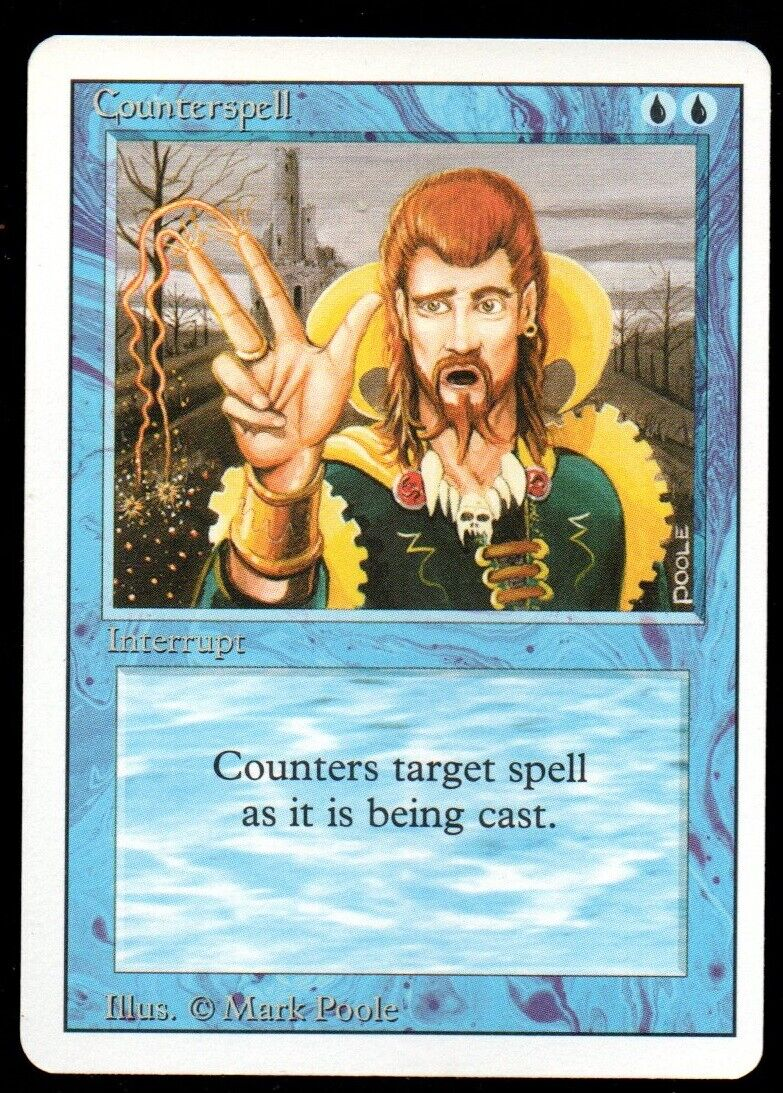 Counterspell
POOLE
Interrupt
Counters target spell
as it is being cast.
Illus. © Mark Poole